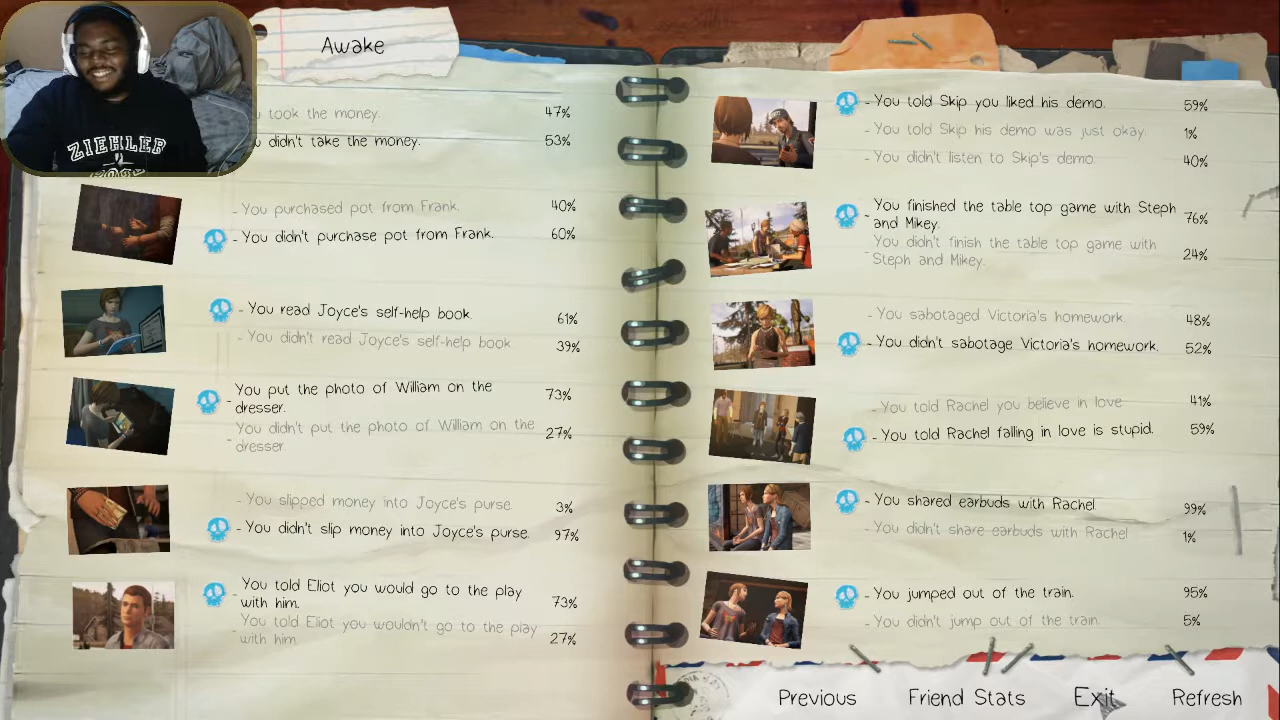 Awake
took the money. 47%
didn't take the money. 53%
- You purchased pot from Frank. 40%
- You didn't purchase pot from Frank. 60%
- You read Joyce's self-help book. 61%
- You didn't read Joyce's self-help book 39%
- You put the photo of William on the
dresser. 73%
- You didn't put the photo of William on the
dresser. 27%
- You slipped money into Joyce's purse 3%
- You didn't slip money into Joyce's purse. 97%
- You told Eliot you would go to the play
with him. 73%
- You told Eliot you wouldn't go to the play
with him. 27%
- You told Skip you liked his demo. 59%
- You told Skip his demo was just okay. 1%
- You didn't listen to Skip's demo. 40%
- You finished the table top game with Steph
and Mikey. 76%
- You didn't finish the table top game with
Steph and Mikey. 24%
- You sabotaged Victoria's homework. 48%
- You didn't sabotage Victoria's homework. 52%
- You told Rachel you believe in love 41%
- You told Rachel falling in love is stupid. 59%
- You shared earbuds with Rachel 99%
- You didn't share earbuds with Rachel 1%
- You jumped out of the train. 95%
- You didn't jump out of the train. 5%
Previous Friend Stats Exit Refresh
ZIEHLER